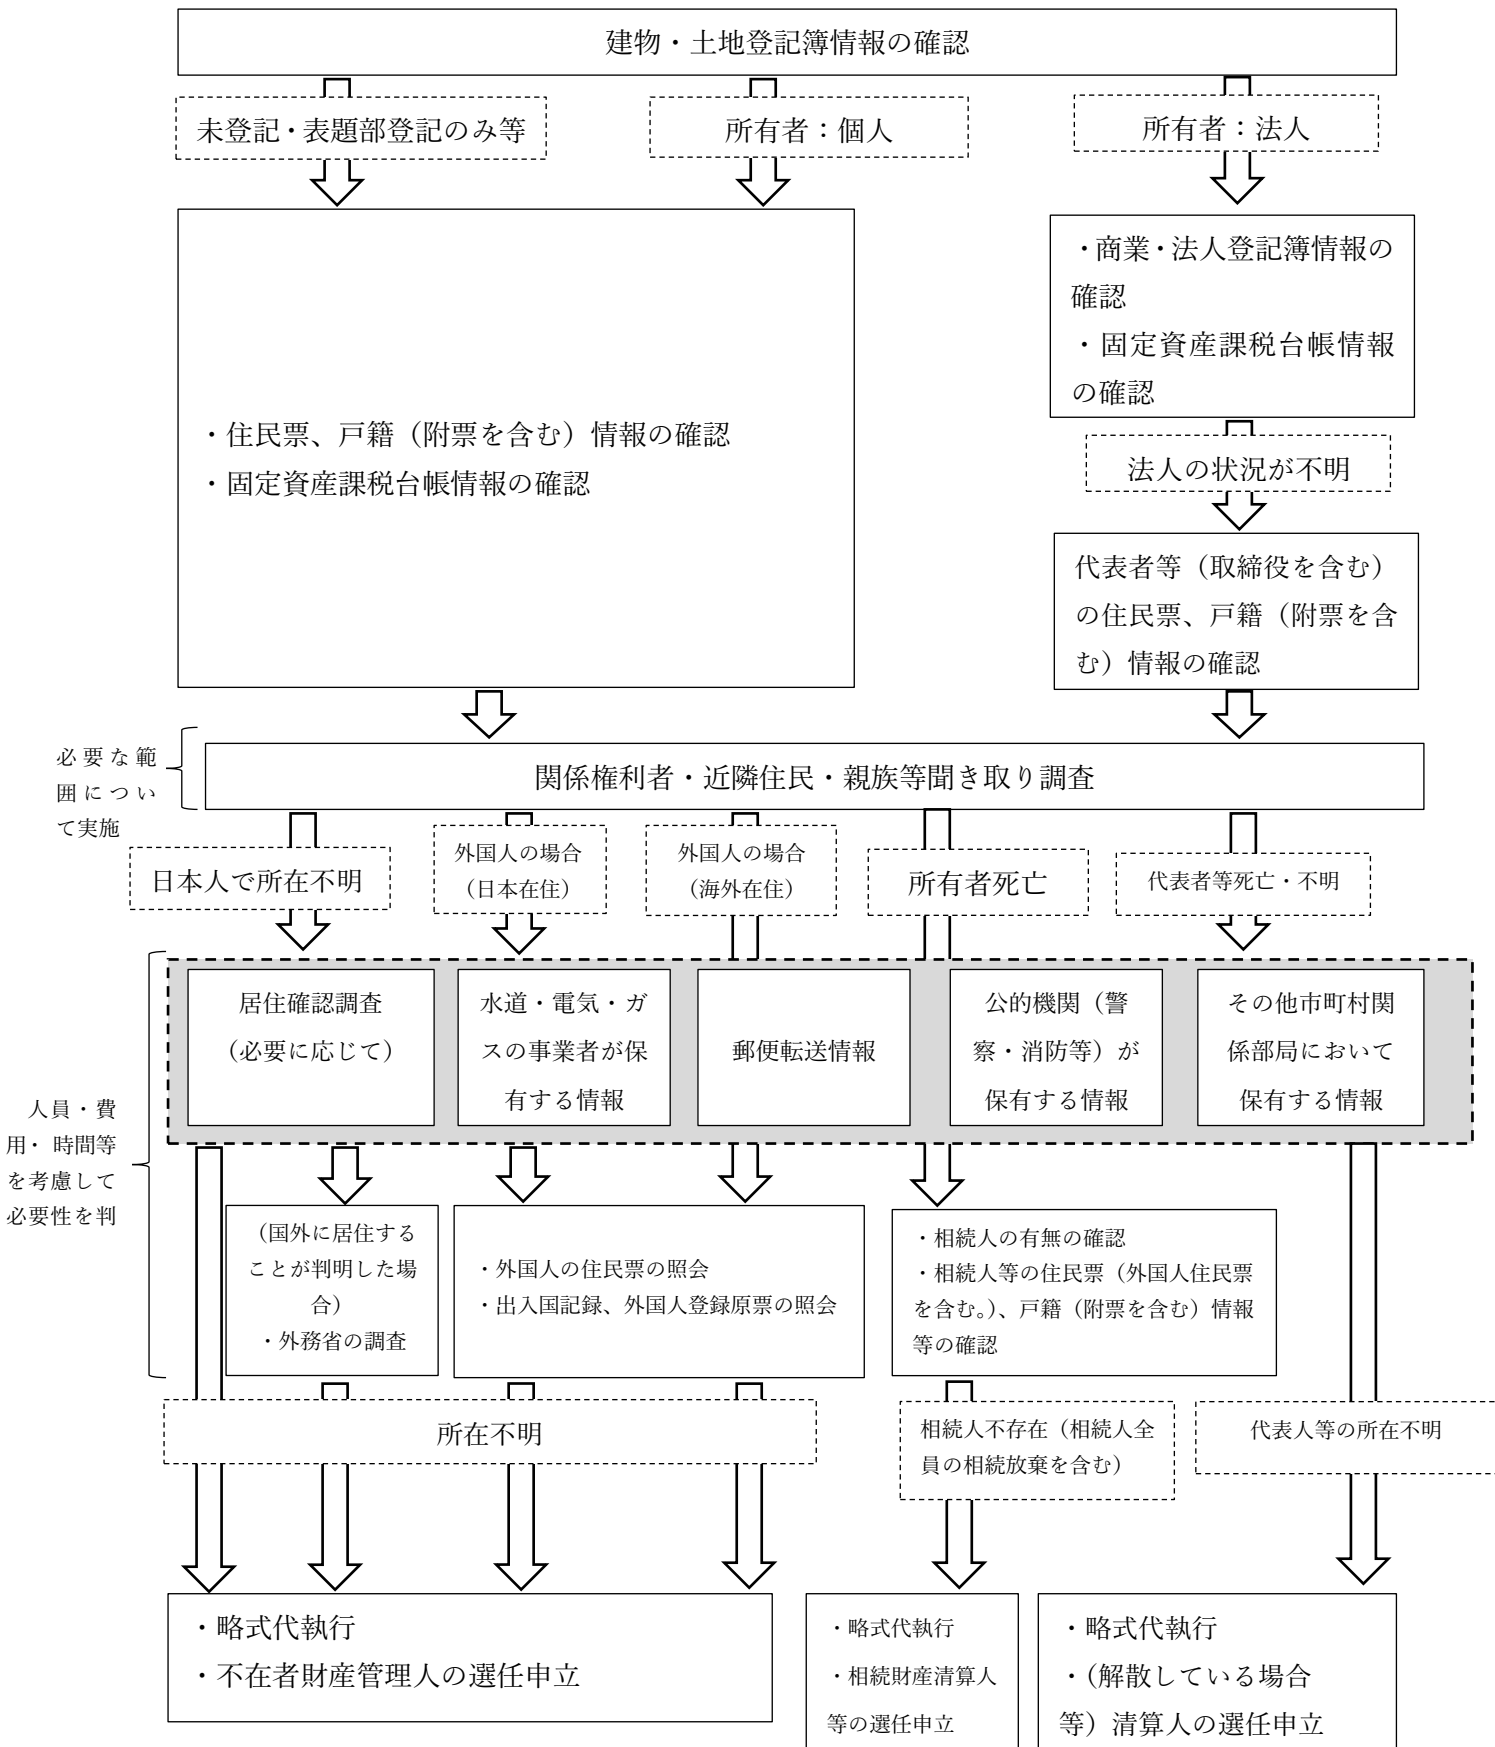 建物・土地登記簿情報の確認
未登記・表題部登記のみ等
所有者：個人
所有者：法人
・住民票、戸籍（附票を含む）情報の確認
・固定資産課税台帳情報の確認
・商業・法人登記簿情報の
確認
・固定資産課税台帳情報
の確認
法人の状況が不明
代表者等（取締役を含む）
の住民票、戸籍（附票を含
む）情報の確認
必要な範
囲につい
て実施
関係権利者・近隣住民・親族等聞き取り調査
日本人で所在不明
外国人の場合
（日本在住）
外国人の場合
（海外在住）
所有者死亡
代表者等死亡・不明
人員・費
用・ 時間等
を考慮して
必要性を判
居住確認調査
（必要に応じて）
水道・電気・ガ
スの事業者が保
有する情報
郵便転送情報
公的機関（警
察・消防等）が
保有する情報
その他市町村関
係部局において
保有する情報
（国外に居住する
ことが判明した場
合）
・外務省の調査
・外国人の住民票の照会
・出入国記録、外国人登録原票の照会
・相続人の有無の確認
・相続人等の住民票（外国人住民票
を含む。）、戸籍（附票を含む）情報
等の確認
所在不明
相続人不存在（相続人全
員の相続放棄を含む）
代表人等の所在不明
・略式代執行
・不在者財産管理人の選任申立
・略式代執行
・相続財産清算人
等の選任申立
・略式代執行
・（解散している場合
等）清算人の選任申立